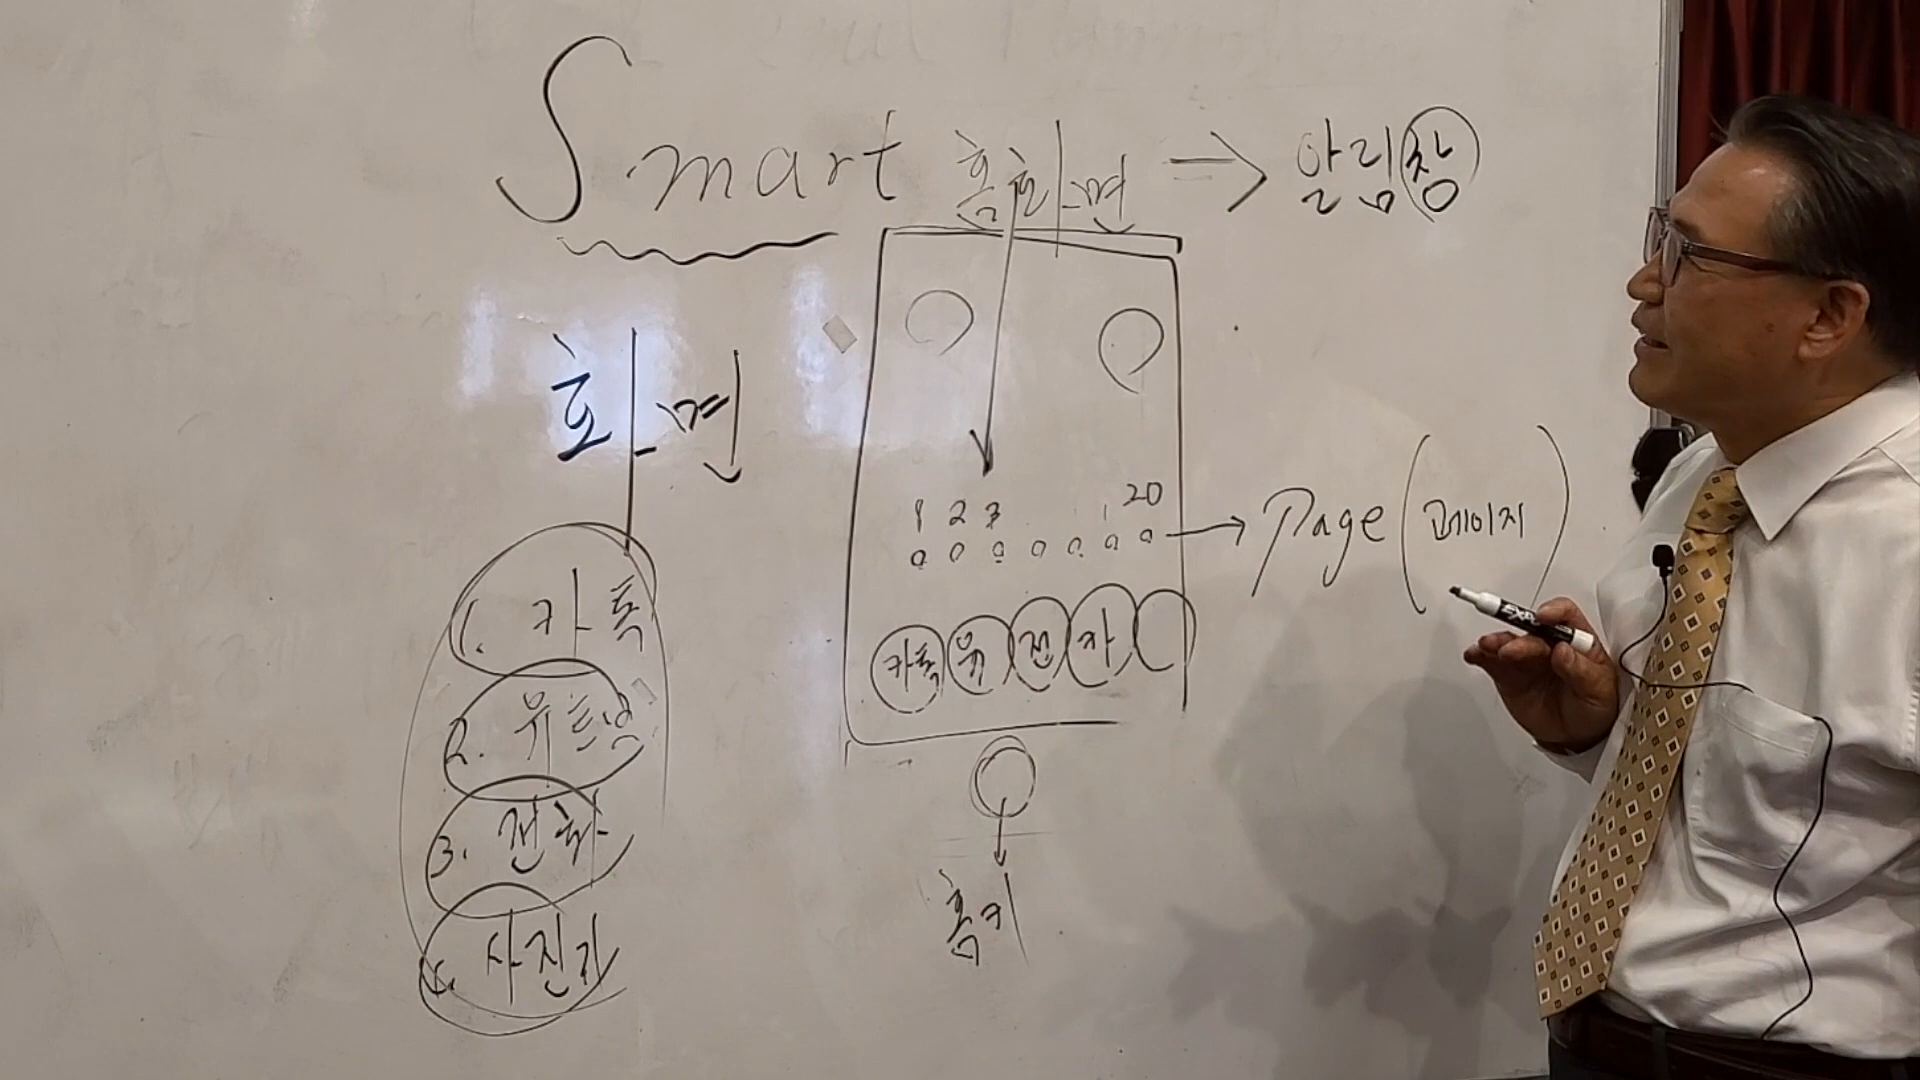 Smart 홈화면 ⇒ 알림창
화면
1 2 3 20
→ Page (페이지)
카톡 유 전 사
1. 카톡
2. 유튜브
3. 전화
4. 사진기
홈키
EXPO